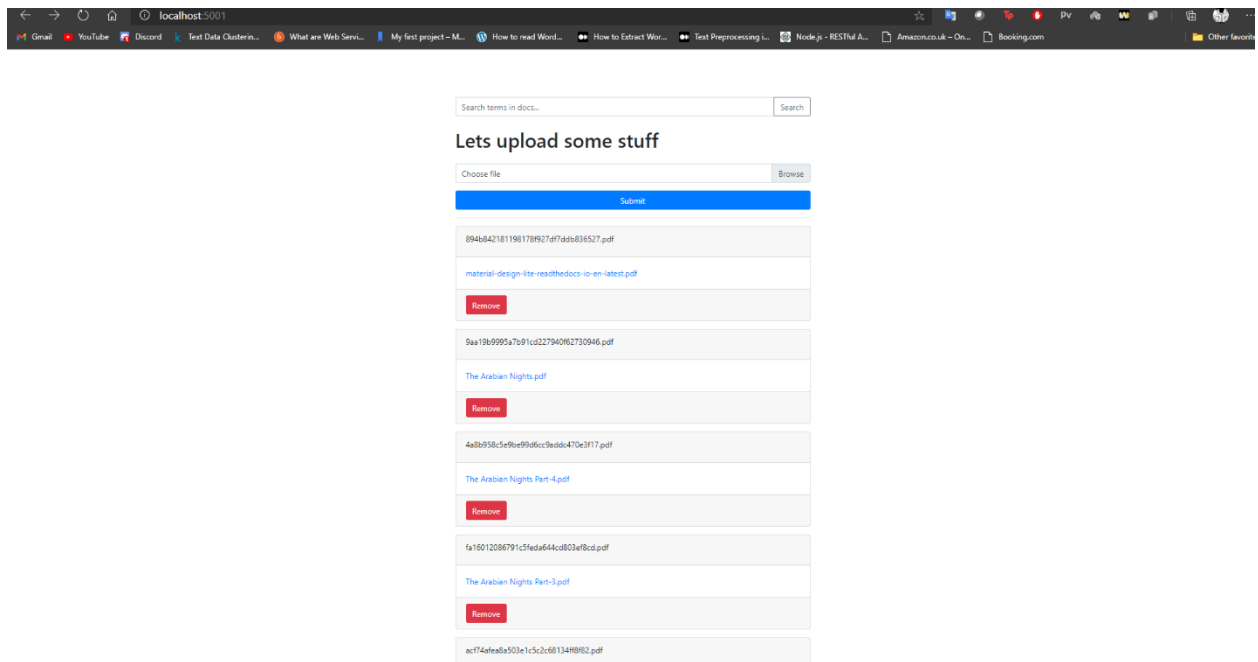 localhost:5001
Gmail YouTube Discord Text Data Clusterin... What are Web Servi... My first project – M... How to read Word... How to Extract Wor... Text Preprocessing i... Node.js - RESTful A... Amazon.co.uk – On... Booking.com Other favorite
Search terms in docs... Search
Lets upload some stuff
Choose file Browse
Submit
894b842181198178f927df7ddb836527.pdf
material-design-lite-readthedocs-io-en-latest.pdf
Remove
9aa19b9995a7b91cd227940f62730946.pdf
The Arabian Nights.pdf
Remove
4a8b958c5e9be99d6cc9addc470e3f17.pdf
The Arabian Nights Part-4.pdf
Remove
fa16012086791c5feda644cd803ef8cd.pdf
The Arabian Nights Part-3.pdf
Remove
acf74afea8a503e1c5c2c68134ff8f82.pdf